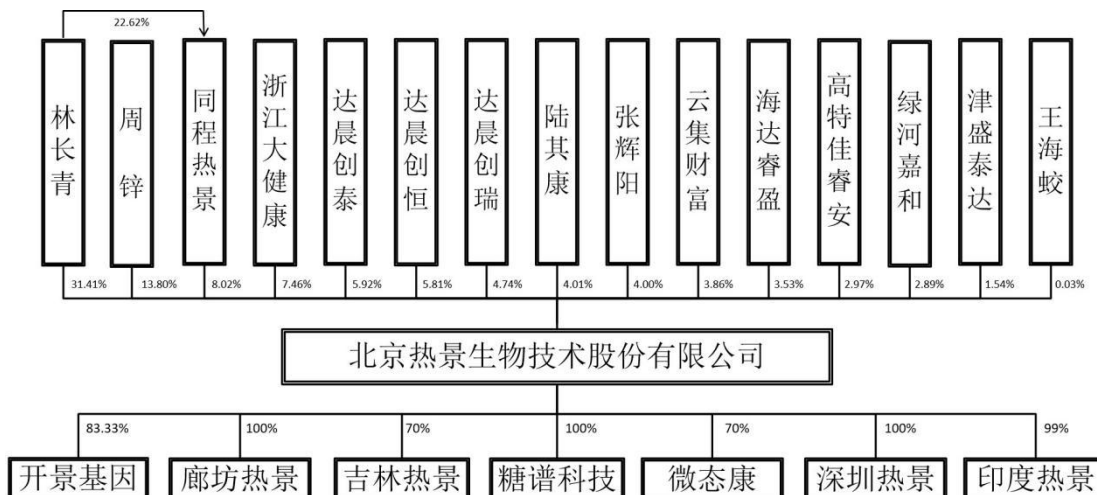 22.62%
林长青
周锌
同程热景
浙江大健康
达晨创泰
达晨创恒
达晨创瑞
陆其康
张辉阳
云集财富
海达睿盈
高特佳睿安
绿河嘉和
津盛泰达
王海蛟
31.41%
13.80%
8.02%
7.46%
5.92%
5.81%
4.74%
4.01%
4.00%
3.86%
3.53%
2.97%
2.89%
1.54%
0.03%
北京热景生物技术股份有限公司
83.33%
100%
70%
100%
70%
100%
99%
开景基因
廊坊热景
吉林热景
糖谱科技
微态康
深圳热景
印度热景